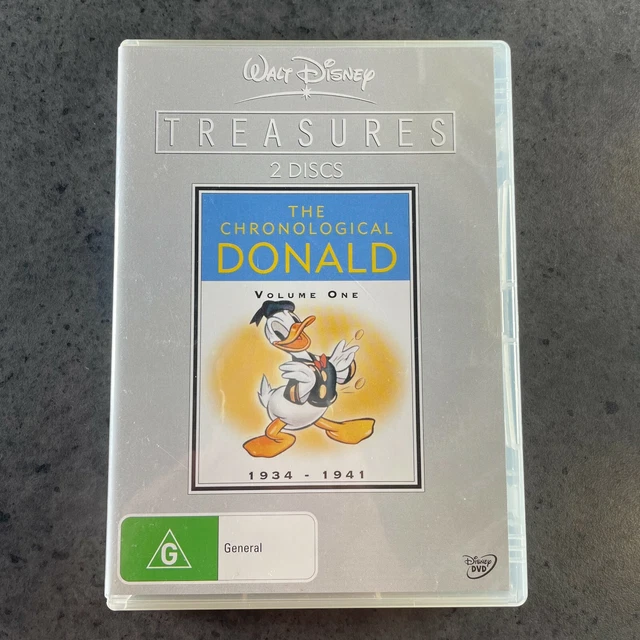 WALT DISNEY
TREASURES
2 DISCS
THE
CHRONOLOGICAL
DONALD
VOLUME ONE
1934 - 1941
G General
Disney
DVD